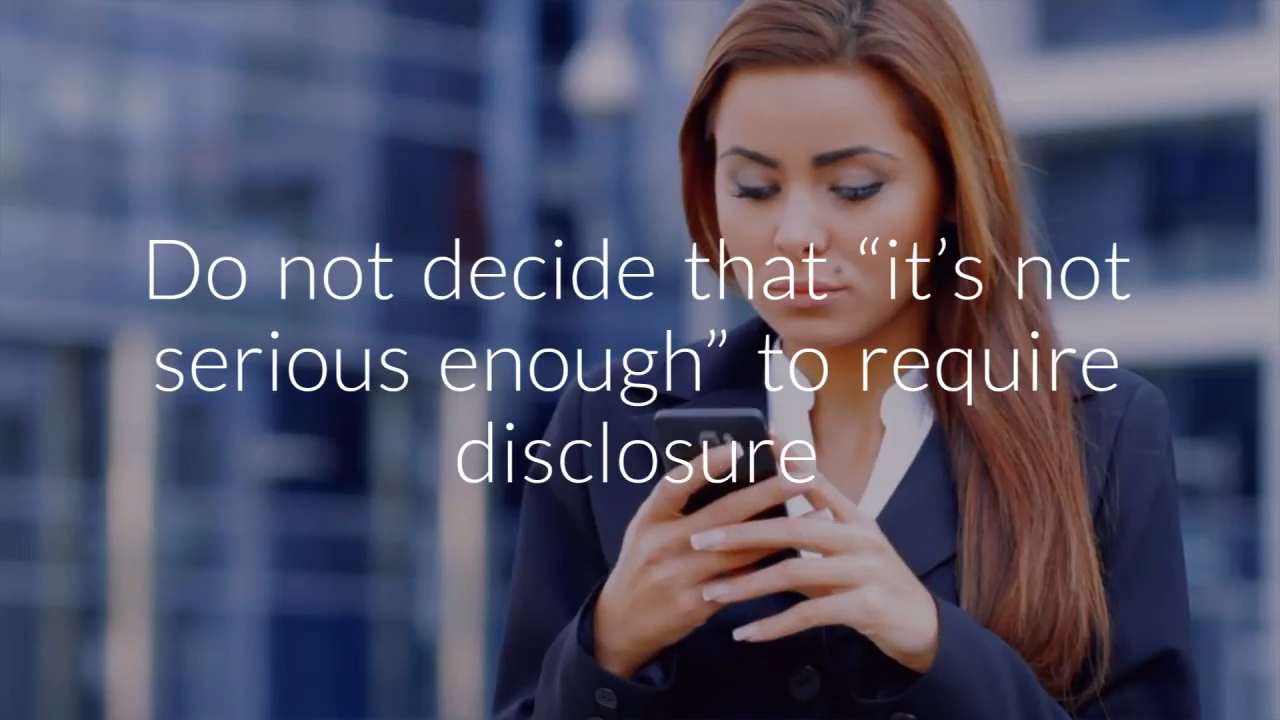 Do not decide that “it’s not
serious enough” to require
disclosure